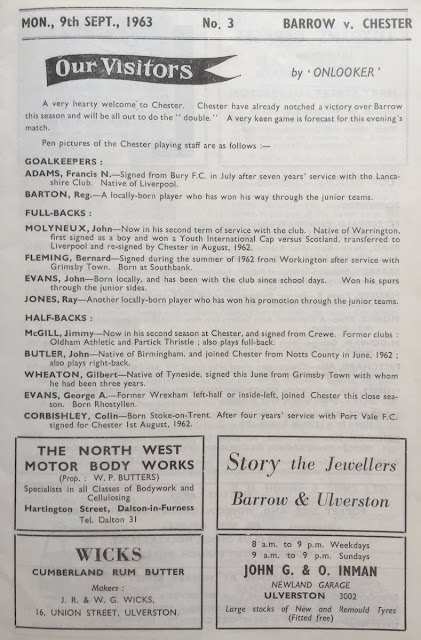 MON., 9th SEPT., 1963 No. 3 BARROW v. CHESTER
Our Visitors by 'ONLOOKER'
A very hearty welcome to Chester. Chester have already notched a victory over Barrow
this season and will be all out to do the "double." A very keen game is forecast for this evening's
match.
Pen pictures of the Chester playing staff are as follows :—
GOALKEEPERS :
ADAMS, Francis N.—Signed from Bury F.C. in July after seven years' service with the Lanca-
shire Club. Native of Liverpool.
BARTON, Reg.—A locally-born player who has won his way through the junior teams.
FULL-BACKS :
MOLYNEUX, John—Now in his second term of service with the club. Native of Warrington,
first signed as a boy and won a Youth International Cap versus Scotland, transferred to
Liverpool and re-signed by Chester in August, 1962.
FLEMING, Bernard—Signed during the summer of 1962 from Workington after service with
Grimsby Town. Born at Southbank.
EVANS, John—Born locally, and has been with the club since school days. Won his spurs
through the junior sides.
JONES, Ray—Another locally-born player who has won his promotion through the junior teams.
HALF-BACKS :
McGILL, Jimmy—Now in his second season at Chester, and signed from Crewe. Former clubs :
Oldham Athletic and Partick Thristle ; also plays full-back.
BUTLER, John—Native of Birmingham, and joined Chester from Notts County in June, 1962 ;
also plays right-back.
WHEATON, Gilbert—Native of Tyneside, signed this June from Grimsby Town with whom
he had been three years.
EVANS, George A.—Former Wrexham left-half or inside-left, joined Chester this close sea-
son. Born Rhostyllen.
CORBISHLEY, Colin—Born Stoke-on-Trent. After four years' service with Port Vale F.C.
signed for Chester 1st August, 1962.
THE NORTH WEST
MOTOR BODY WORKS
(Prop. : W. P. BUTTERS)
Specialists in all Classes of Bodywork and
Cellulosing
Hartington Street, Dalton-in-Furness
Tel. Dalton 31
Story the Jewellers
Barrow & Ulverston
WICKS
CUMBERLAND RUM BUTTER
Makers :
J. R. & W. G. WICKS,
16, UNION STREET, ULVERSTON.
8 a.m. to 9 p.m. Weekdays
9 a.m. to 9 p.m. Sundays
JOHN G. & O. INMAN
NEWLAND GARAGE
ULVERSTON 3002
Large stocks of New and Remould Tyres
(Fitted free)